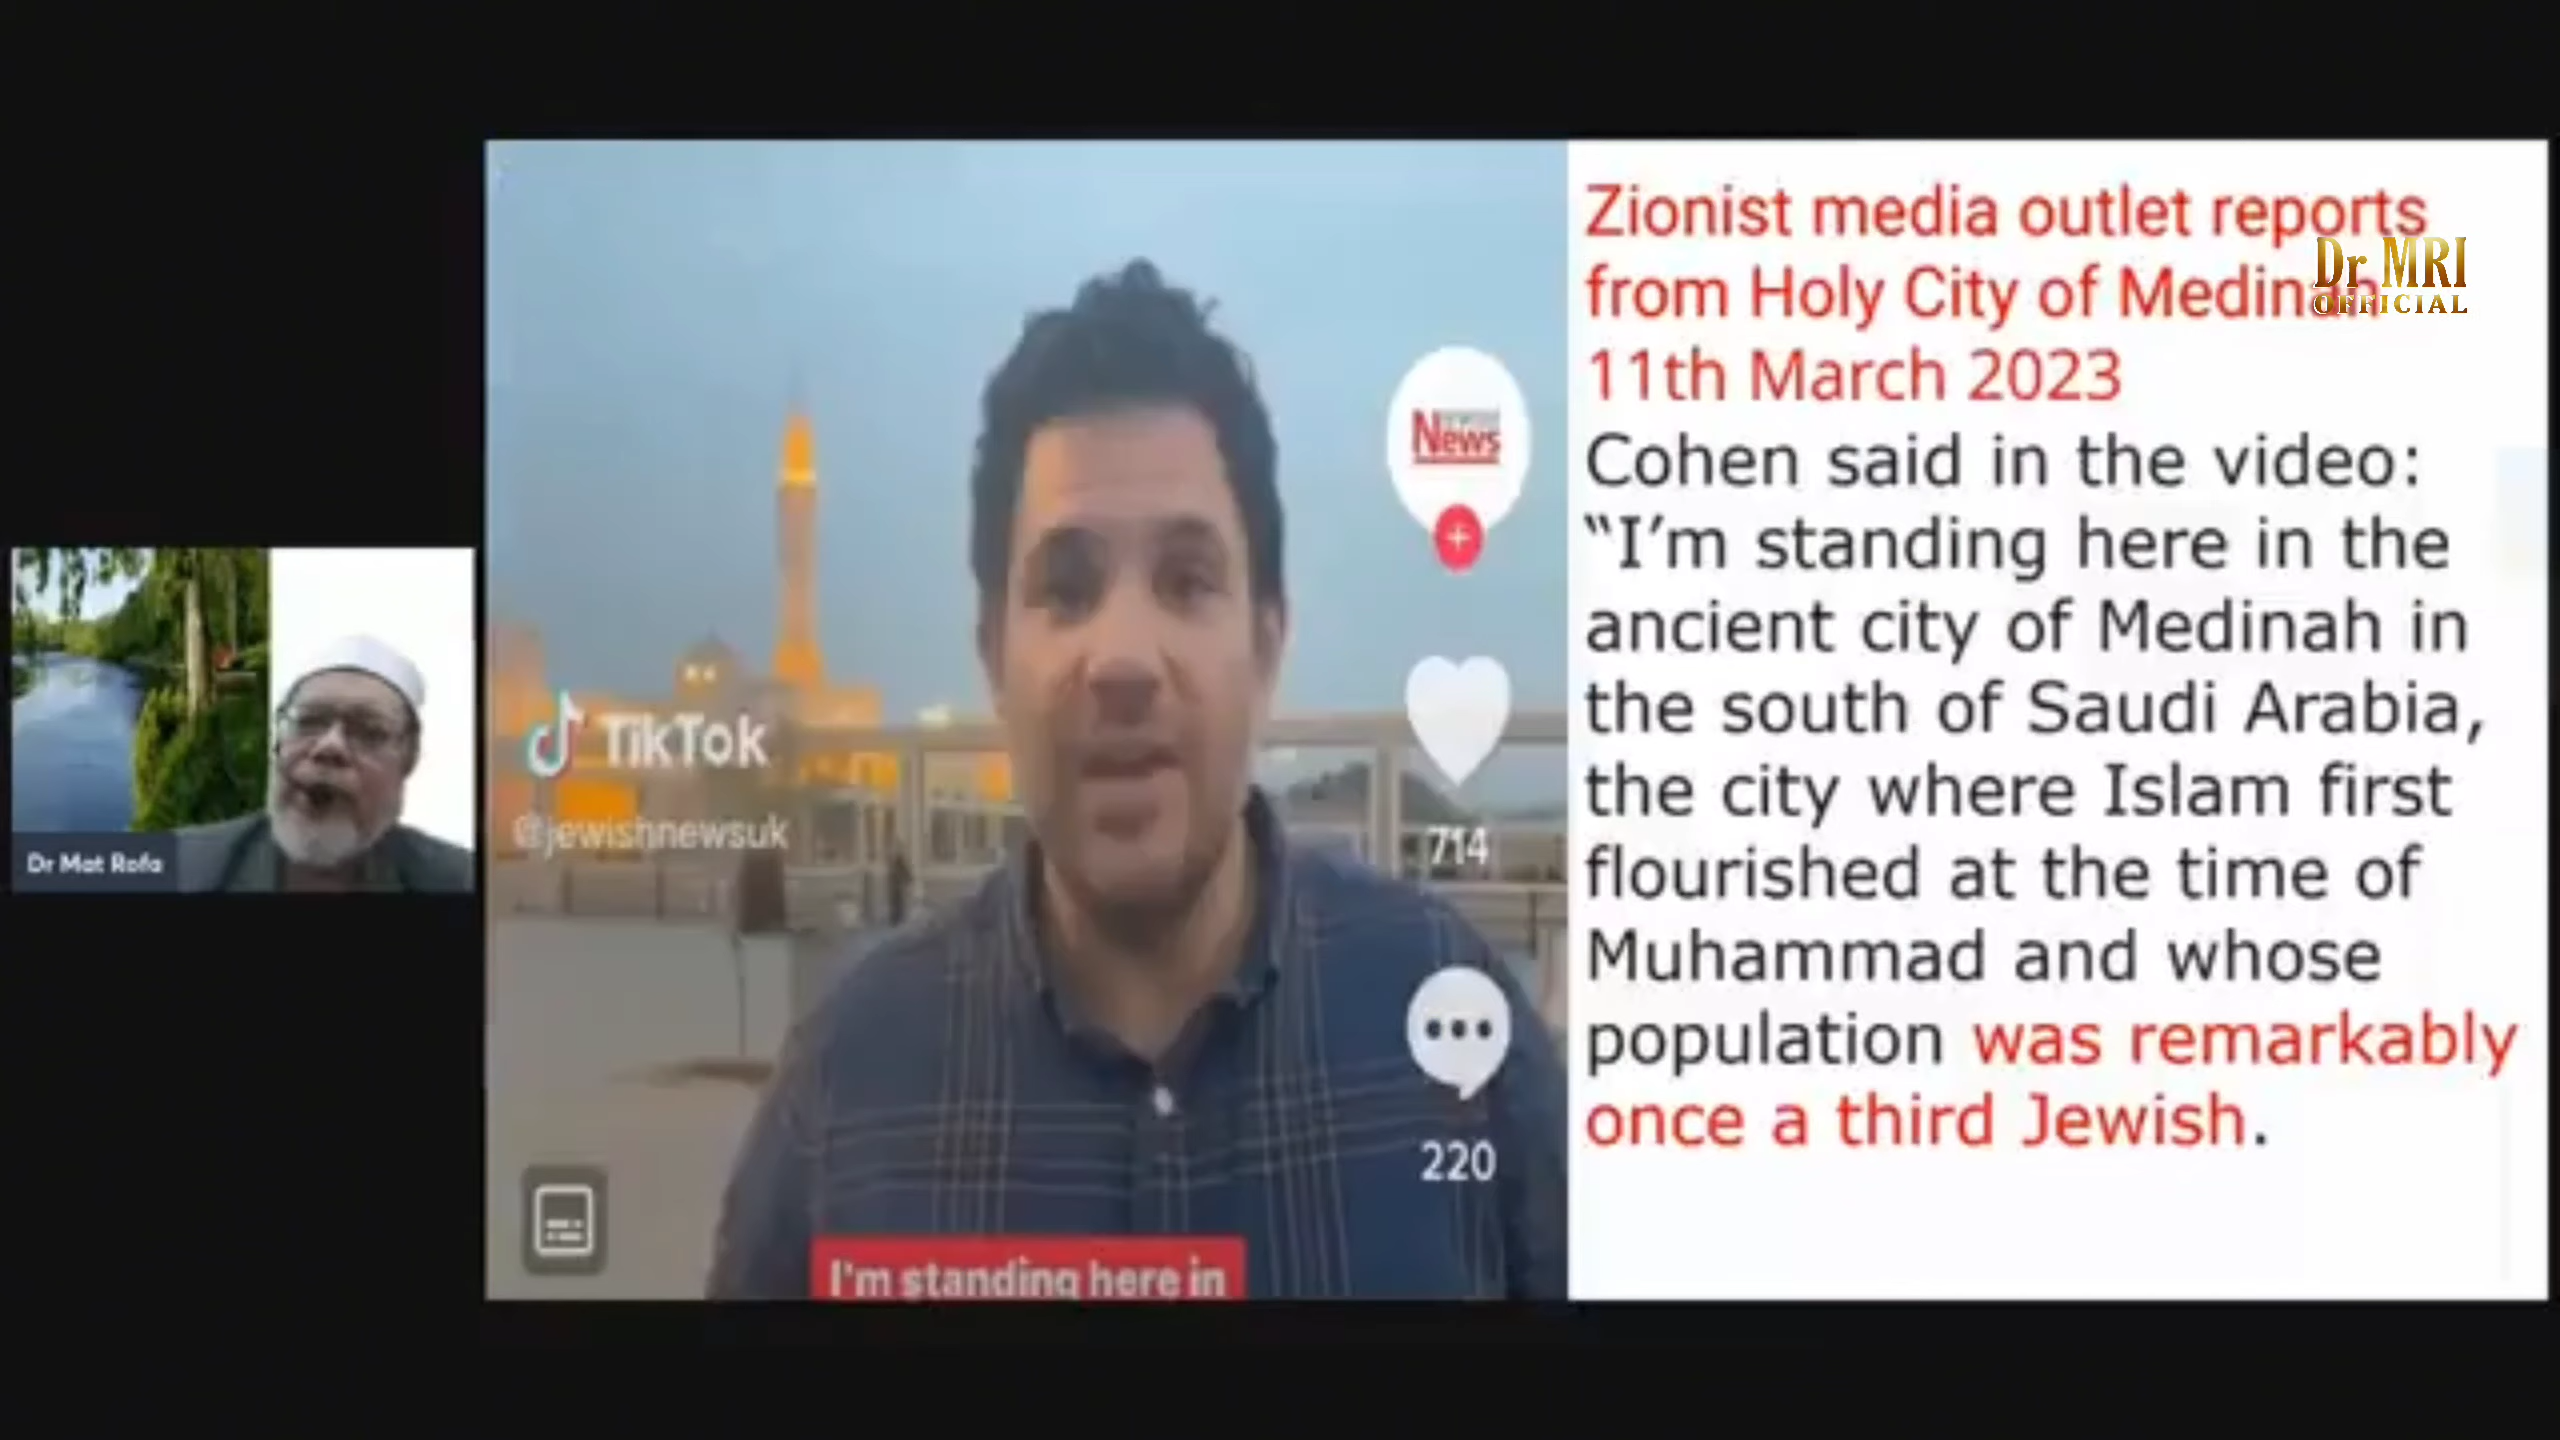 Zionist media outlet reports
from Holy City of Medinah
11th March 2023
Cohen said in the video:
“I’m standing here in the
ancient city of Medinah in
the south of Saudi Arabia,
the city where Islam first
flourished at the time of
Muhammad and whose
population was remarkably
once a third Jewish.
Dr MRI
OFFICIAL
News
TikTok
@jewishnewsuk
714
220
I'm standing here in
Dr Mat Rofa